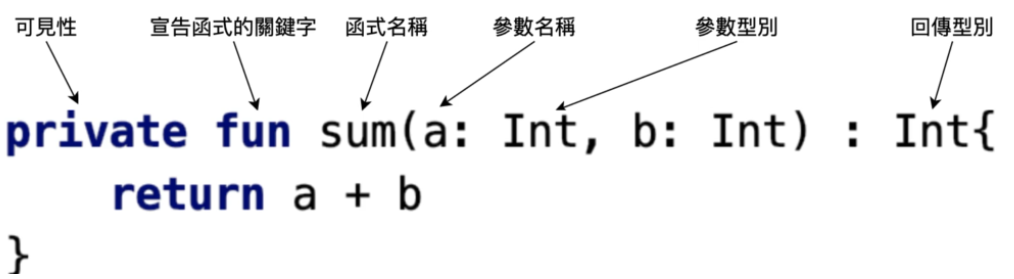 可見性 宣告函式的關鍵字 函式名稱 參數名稱 參數型別 回傳型別
private fun sum(a: Int, b: Int) : Int{
    return a + b
}